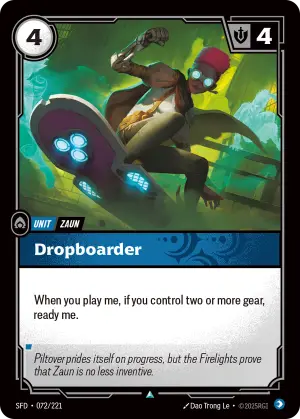 4
4
UNIT ZAUN
Dropboarder
When you play me, if you control two or more gear,
ready me.
Piltover prides itself on progress, but the Firelights prove
that Zaun is no less inventive.
SFD • 072/221
Dao Trong Le • ©2025RGI